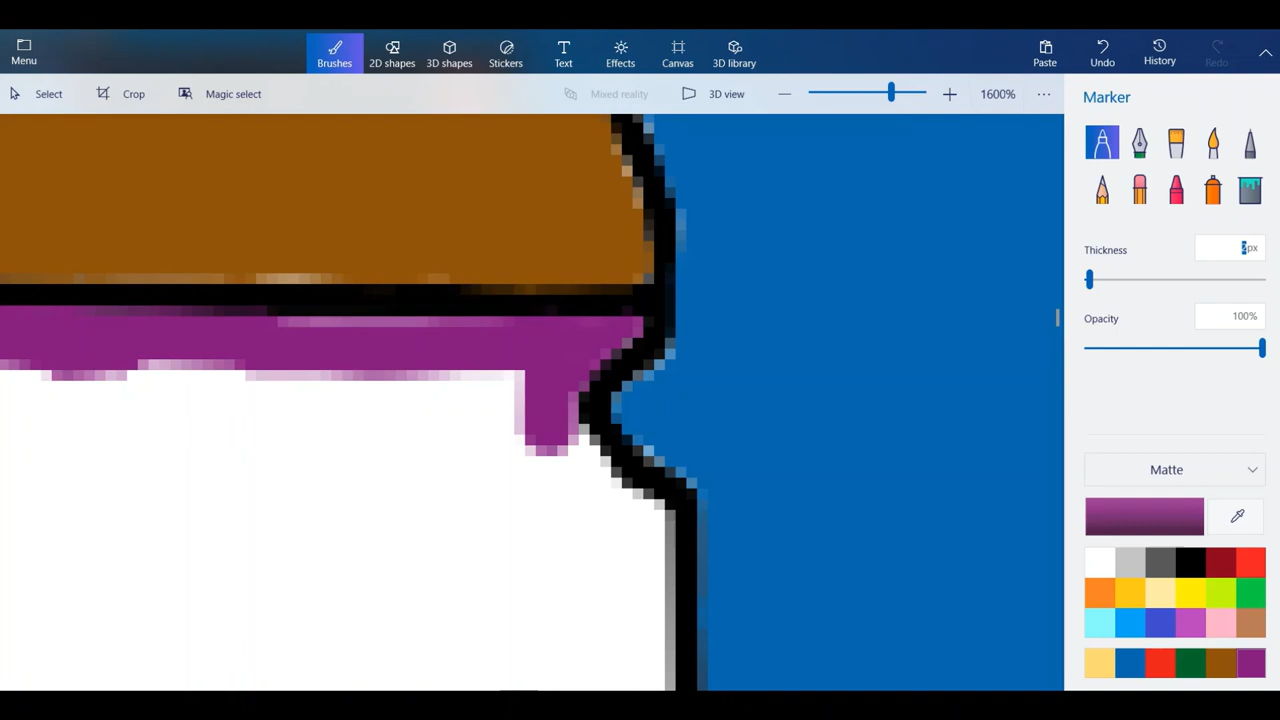 Menu
Brushes
2D shapes
3D shapes
Stickers
Text
Effects
Canvas
3D library
Paste
Undo
History
Redo
Select
Crop
Magic select
Mixed reality
3D view
1600%
Marker
Thickness
2px
Opacity
100%
Matte